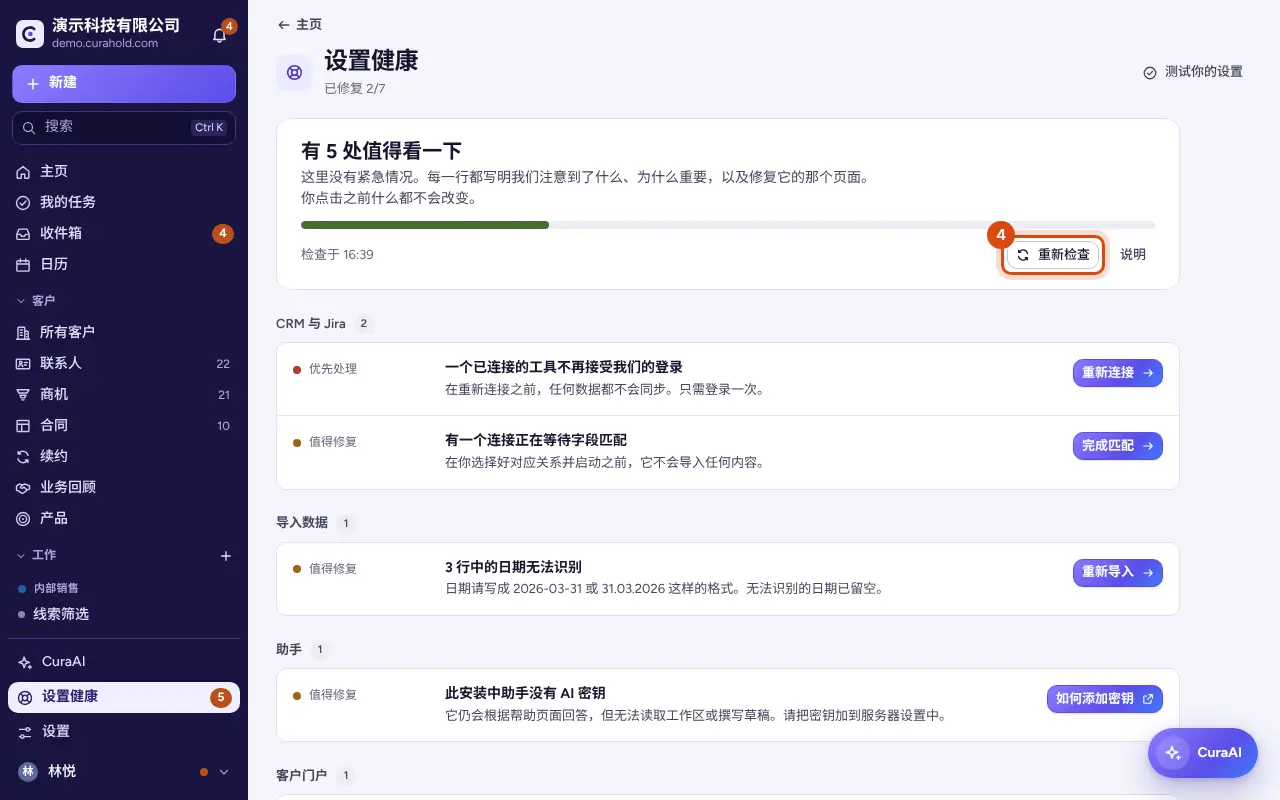 演示科技有限公司
demo.curahold.com
4
新建
搜索
Ctrl K
主页
我的任务
收件箱
4
日历
客户
所有客户
联系人
22
商机
21
合同
10
续约
业务回顾
产品
工作
内部销售
线索筛选
CuraAI
设置健康
5
设置
林
林悦
主页
设置健康
已修复 2/7
测试你的设置
有 5 处值得看一下
这里没有紧急情况。每一行都写明我们注意到了什么、为什么重要，以及修复它的那个页面。
你点击之前什么都不会改变。
检查于 16:39
4
重新检查
说明
CRM 与 Jira
2
优先处理
一个已连接的工具不再接受我们的登录
在重新连接之前，任何数据都不会同步。只需登录一次。
重新连接
值得修复
有一个连接正在等待字段匹配
在你选择好对应关系并启动之前，它不会导入任何内容。
完成匹配
导入数据
1
值得修复
3 行中的日期无法识别
日期请写成 2026-03-31 或 31.03.2026 这样的格式。无法识别的日期已留空。
重新导入
助手
1
值得修复
此安装中助手没有 AI 密钥
它仍会根据帮助页面回答，但无法读取工作区或撰写草稿。请把密钥加到服务器设置中。
如何添加密钥
客户门户
1
CuraAI